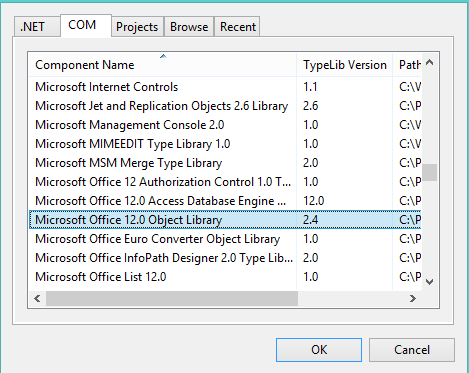 .NET COM Projects Browse Recent
Component Name TypeLib Version Path
Microsoft Internet Controls 1.1 C:\V
Microsoft Jet and Replication Objects 2.6 Library 2.6 C:\P
Microsoft Management Console 2.0 1.0 C:\V
Microsoft MIMEEDIT Type Library 1.0 1.0 C:\P
Microsoft MSM Merge Type Library 2.0 C:\P
Microsoft Office 12 Authorization Control 1.0 T... 1.0 C:\P
Microsoft Office 12.0 Access Database Engine ... 12.0 C:\P
Microsoft Office 12.0 Object Library 2.4 C:\P
Microsoft Office Euro Converter Object Library 1.0 C:\P
Microsoft Office InfoPath Designer 2.0 Type Lib... 2.0 C:\P
Microsoft Office List 12.0 1.0 C:\P
OK Cancel